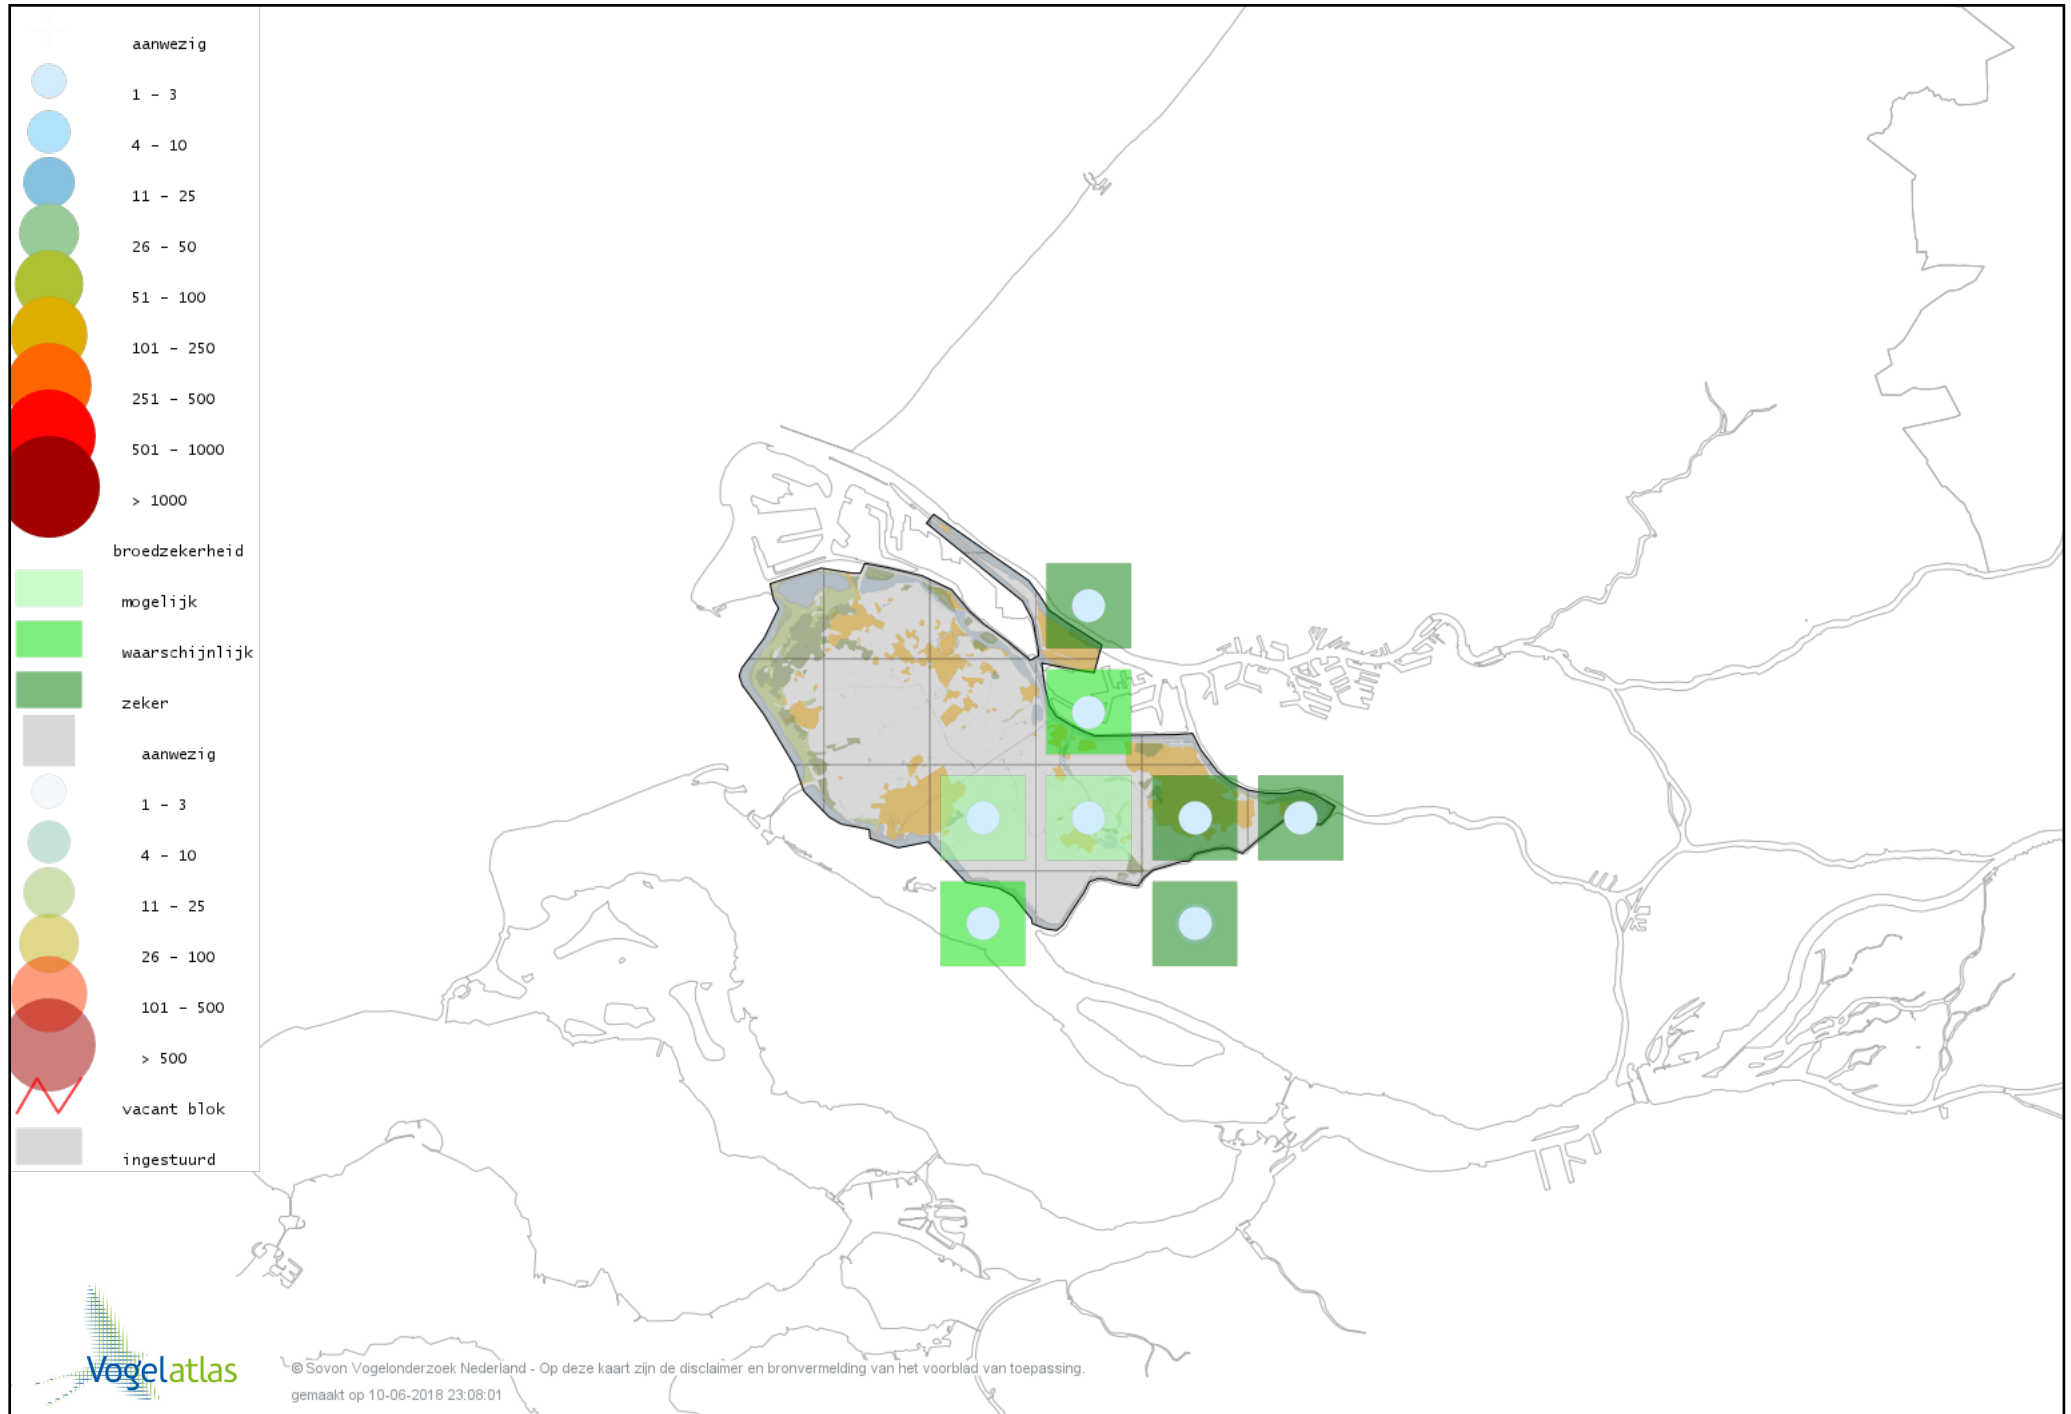 aanwezig
1 - 3
4 - 10
11 - 25
26 - 50
51 - 100
101 - 250
251 - 500
501 - 1000
> 1000
broedzekerheid
mogelijk
waarschijnlijk
zeker
aanwezig
1 - 3
4 - 10
11 - 25
26 - 100
101 - 500
> 500
vacant blok
ingestuurd
Vogelatlas
© Sovon Vogelonderzoek Nederland - Op deze kaart zijn de disclaimer en bronvermelding van het voorblad van toepassing.
gemaakt op 10-06-2018 23:08:01